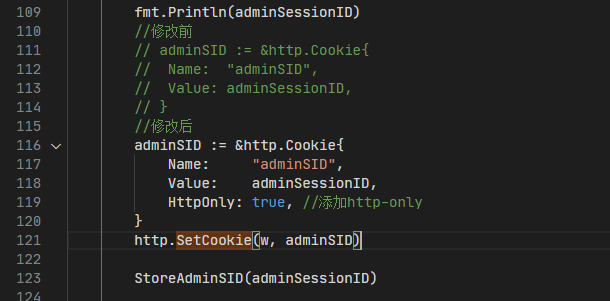 109 fmt.Println(adminSessionID)
110 //修改前
111 // adminSID := &http.Cookie{
112 //  Name:  "adminSID",
113 //  Value: adminSessionID,
114 // }
115 //修改后
116 adminSID := &http.Cookie{
117     Name:     "adminSID",
118     Value:    adminSessionID,
119     HttpOnly: true, //添加http-only
120 }
121 http.SetCookie(w, adminSID)
122
123 StoreAdminSID(adminSessionID)
124